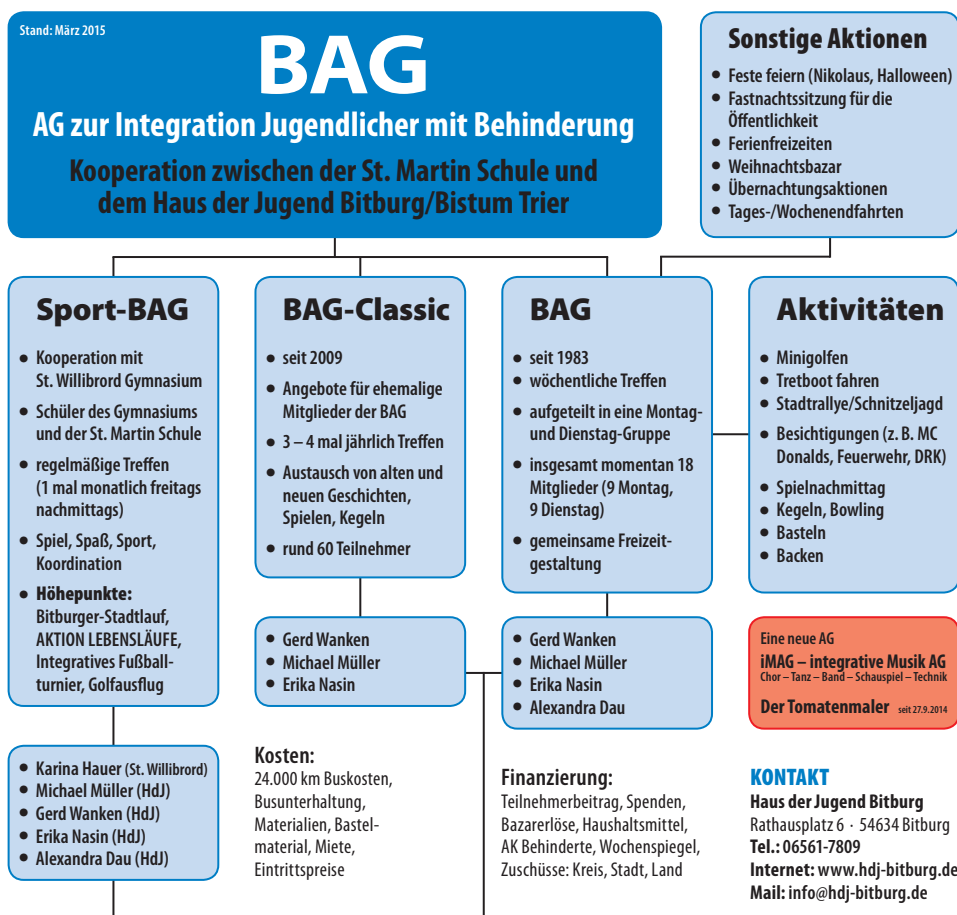 Stand: März 2015
BAG
AG zur Integration Jugendlicher mit Behinderung
Kooperation zwischen der St. Martin Schule und
dem Haus der Jugend Bitburg/Bistum Trier
Sonstige Aktionen
• Feste feiern (Nikolaus, Halloween)
• Fastnachtssitzung für die
Öffentlichkeit
• Ferienfreizeiten
• Weihnachtsbazar
• Übernachtungsaktionen
• Tages-/Wochenendfahrten
Sport-BAG
• Kooperation mit
St. Willibrord Gymnasium
• Schüler des Gymnasiums
und der St. Martin Schule
• regelmäßige Treffen
(1 mal monatlich freitags
nachmittags)
• Spiel, Spaß, Sport,
Koordination
• Höhepunkte:
Bitburger-Stadtlauf,
AKTION LEBENSLÄUFE,
Integratives Fußball-
turnier, Golfausflug
BAG-Classic
• seit 2009
• Angebote für ehemalige
Mitglieder der BAG
• 3 – 4 mal jährlich Treffen
• Austausch von alten und
neuen Geschichten,
Spielen, Kegeln
• rund 60 Teilnehmer
BAG
• seit 1983
• wöchentliche Treffen
• aufgeteilt in eine Montag-
und Dienstag-Gruppe
• insgesamt momentan 18
Mitglieder (9 Montag,
9 Dienstag)
• gemeinsame Freizeit-
gestaltung
Aktivitäten
• Minigolfen
• Tretboot fahren
• Stadtrallye/Schnitzeljagd
• Besichtigungen (z. B. MC
Donalds, Feuerwehr, DRK)
• Spielnachmittag
• Kegeln, Bowling
• Basteln
• Backen
• Karina Hauer (St. Willibrord)
• Michael Müller (HdJ)
• Gerd Wanken (HdJ)
• Erika Nasin (HdJ)
• Alexandra Dau (HdJ)
• Gerd Wanken
• Michael Müller
• Erika Nasin
• Gerd Wanken
• Michael Müller
• Erika Nasin
• Alexandra Dau
Eine neue AG
iMAG – integrative Musik AG
Chor – Tanz – Band – Schauspiel – Technik
Der Tomatenmaler seit 27.9.2014
Kosten:
24.000 km Buskosten,
Busunterhaltung,
Materialien, Bastel-
material, Miete,
Eintrittspreise
Finanzierung:
Teilnehmerbeitrag, Spenden,
Bazarerlöse, Haushaltsmittel,
AK Behinderte, Wochenspiegel,
Zuschüsse: Kreis, Stadt, Land
KONTAKT
Haus der Jugend Bitburg
Rathausplatz 6 · 54634 Bitburg
Tel.: 06561-7809
Internet: www.hdj-bitburg.de
Mail: info@hdj-bitburg.de